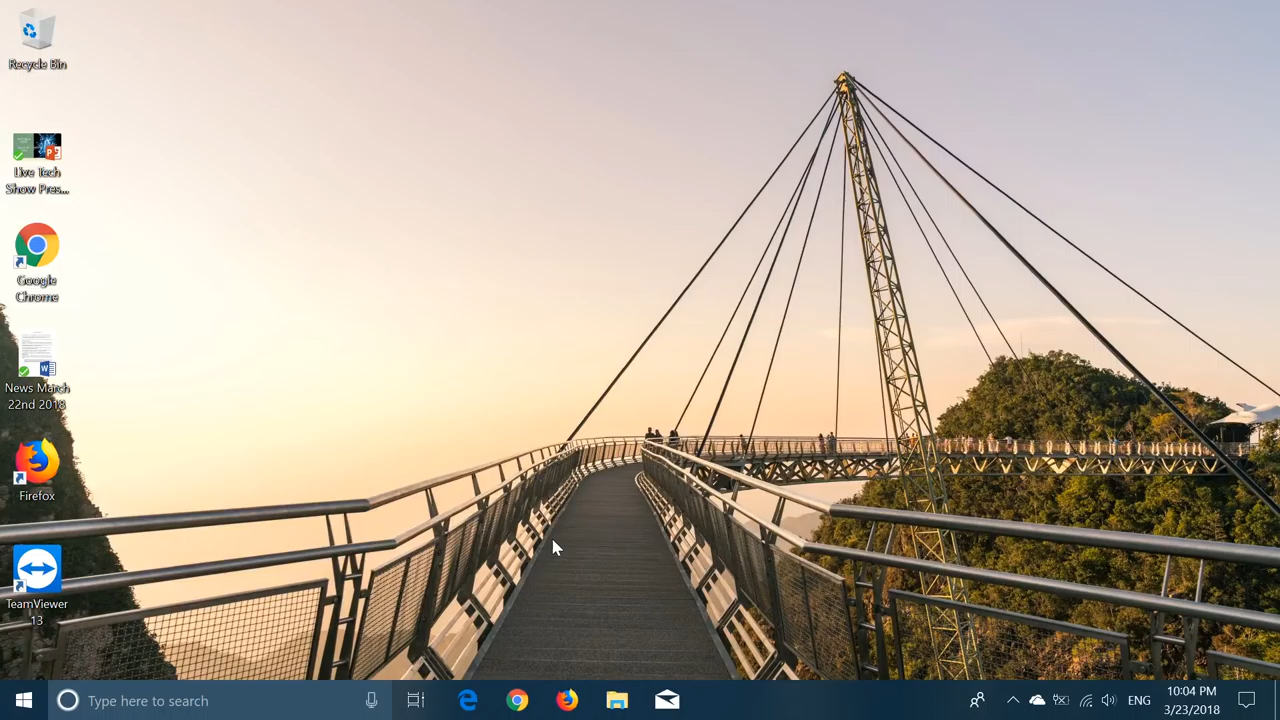 Recycle Bin
Live Tech
Show Pres...
Google
Chrome
News March
22nd 2018
Firefox
TeamViewer
13
Type here to search
ENG
10:04 PM
3/23/2018